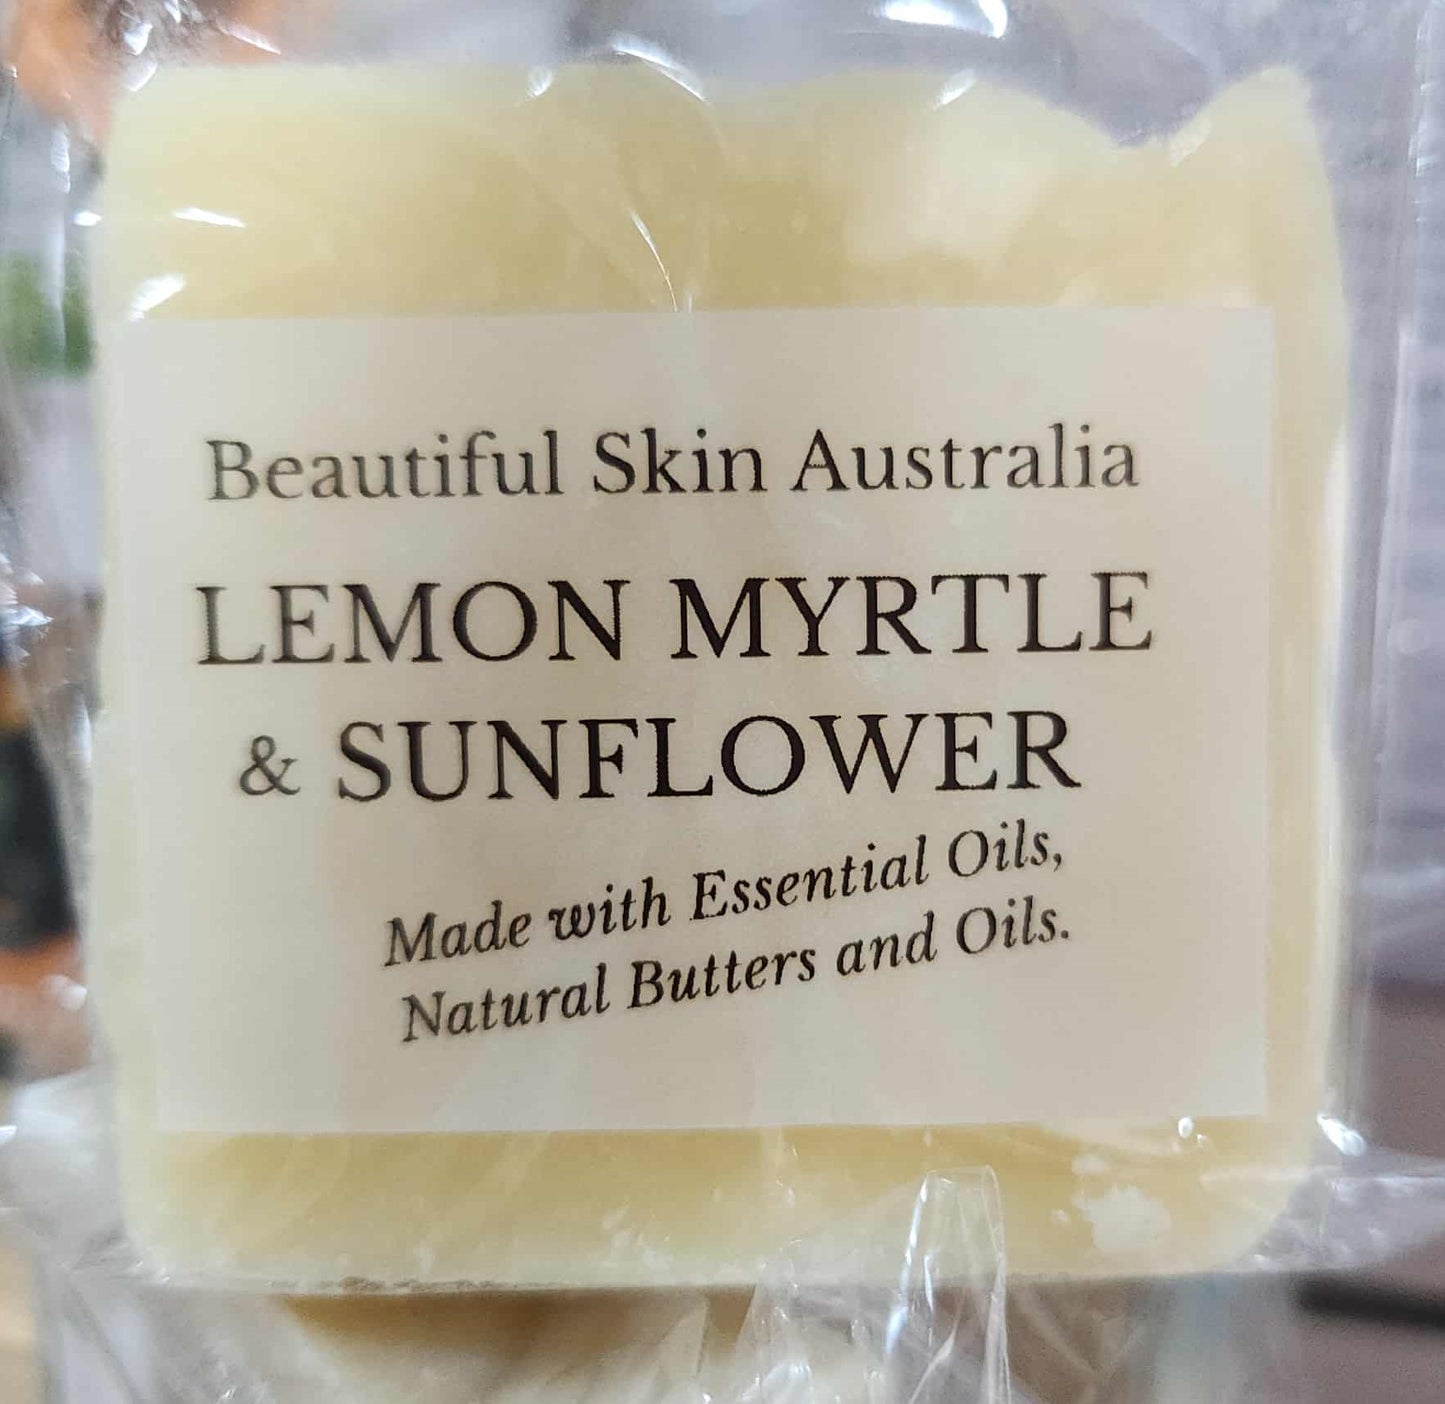 Beautiful Skin Australia
LEMON MYRTLE
& SUNFLOWER
Made with Essential Oils,
Natural Butters and Oils.